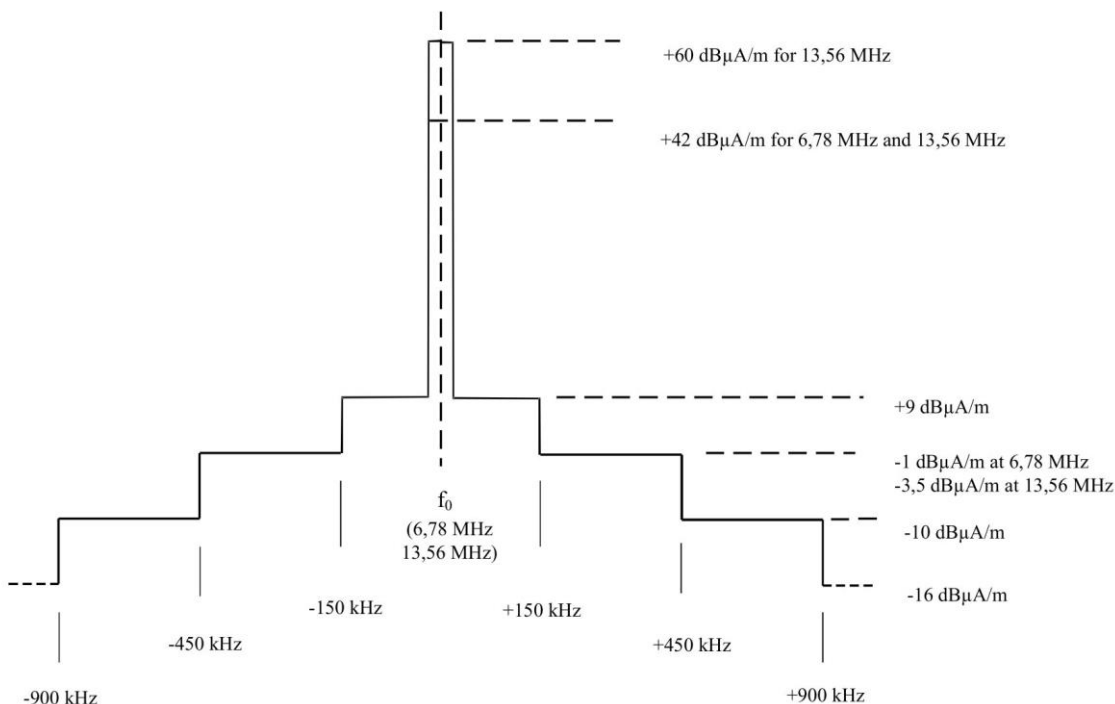 +60 dBµA/m for 13,56 MHz
+42 dBµA/m for 6,78 MHz and 13,56 MHz
+9 dBµA/m
-1 dBµA/m at 6,78 MHz
-3,5 dBµA/m at 13,56 MHz
-10 dBµA/m
-16 dBµA/m
f₀
(6,78 MHz
13,56 MHz)
-150 kHz
+150 kHz
-450 kHz
+450 kHz
-900 kHz
+900 kHz